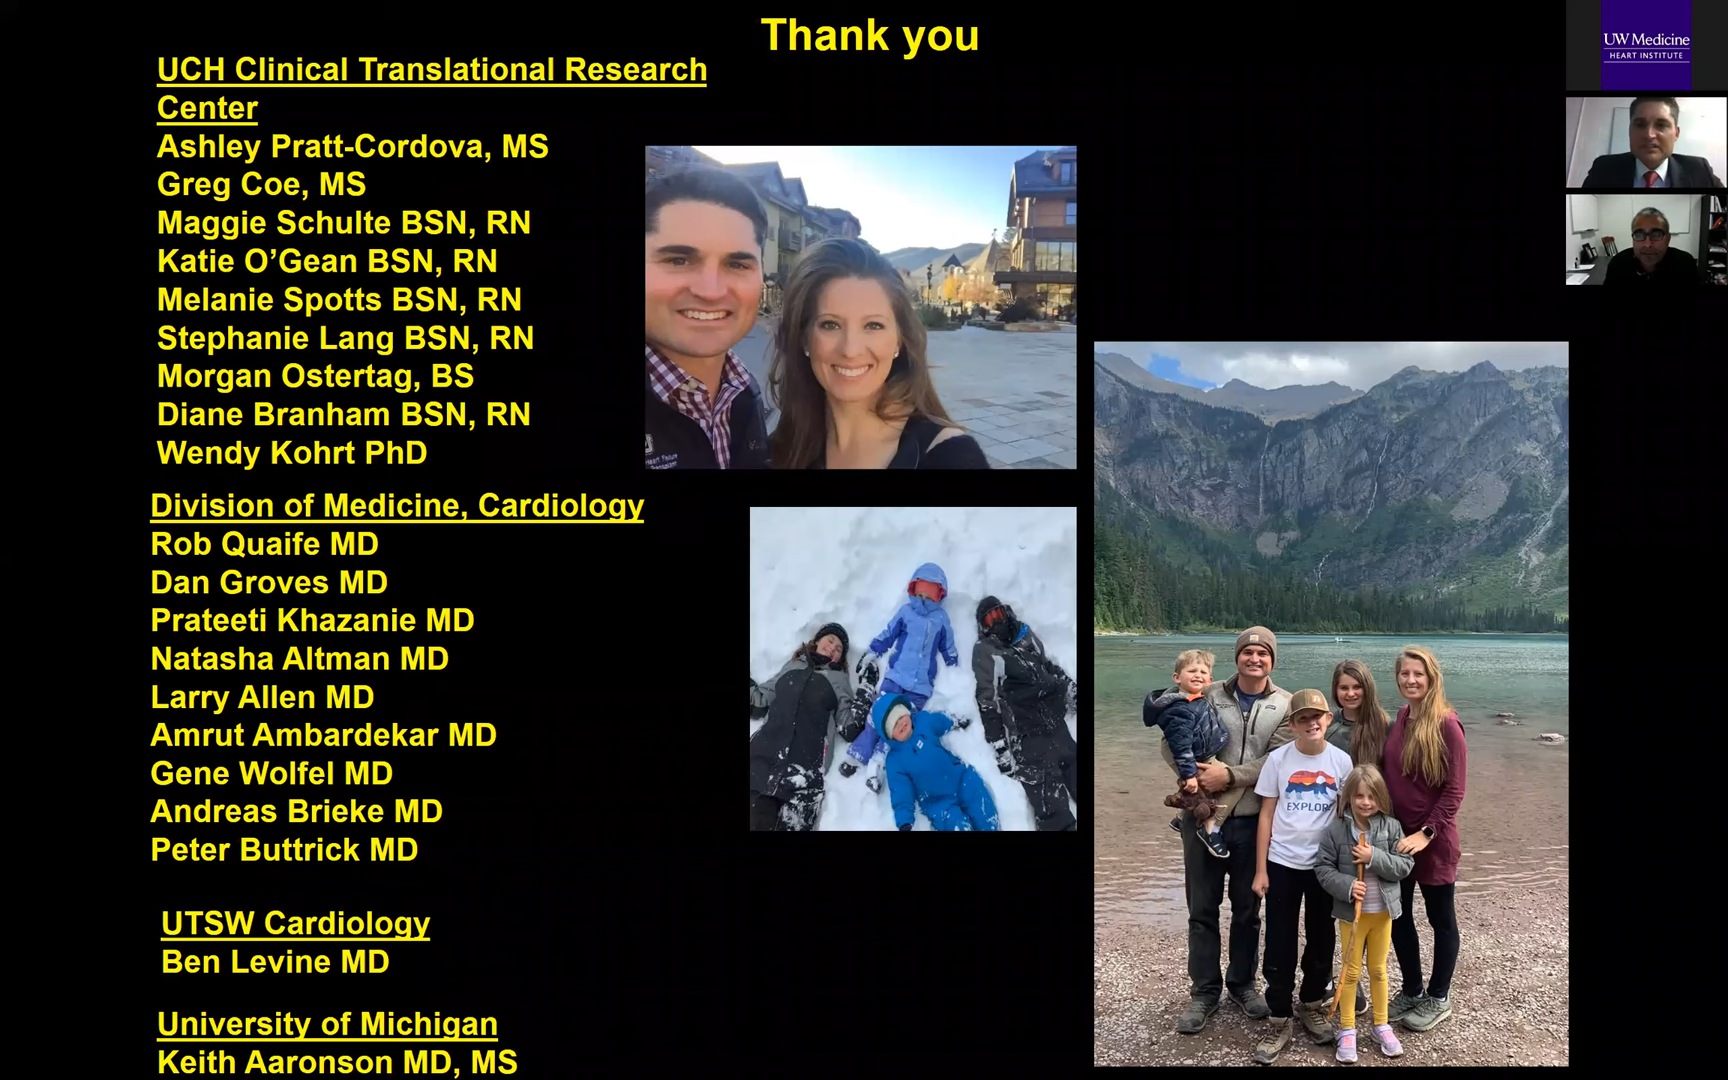 Thank you
UCH Clinical Translational Research
Center
Ashley Pratt-Cordova, MS
Greg Coe, MS
Maggie Schulte BSN, RN
Katie O’Gean BSN, RN
Melanie Spotts BSN, RN
Stephanie Lang BSN, RN
Morgan Ostertag, BS
Diane Branham BSN, RN
Wendy Kohrt PhD
Division of Medicine, Cardiology
Rob Quaife MD
Dan Groves MD
Prateeti Khazanie MD
Natasha Altman MD
Larry Allen MD
Amrut Ambardekar MD
Gene Wolfel MD
Andreas Brieke MD
Peter Buttrick MD
UTSW Cardiology
Ben Levine MD
University of Michigan
Keith Aaronson MD, MS
UW Medicine
HEART INSTITUTE
Heart Failure
EXPLOR